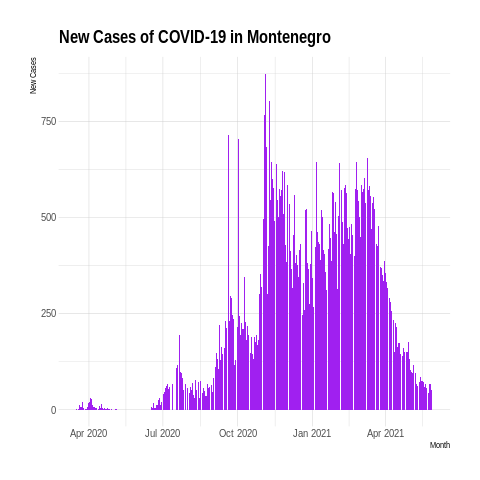 New Cases of COVID-19 in Montenegro
New Cases
750
500
250
0
Apr 2020 Jul 2020 Oct 2020 Jan 2021 Apr 2021
Month